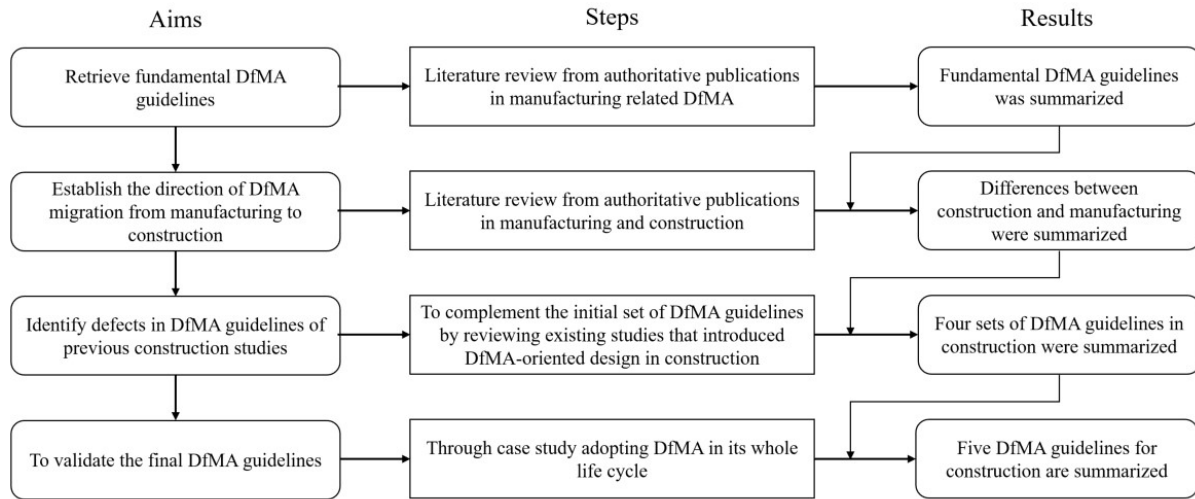 Aims
Steps
Results
Retrieve fundamental DfMA
guidelines
Literature review from authoritative publications
in manufacturing related DfMA
Fundamental DfMA guidelines
was summarized
Establish the direction of DfMA
migration from manufacturing to
construction
Literature review from authoritative publications
in manufacturing and construction
Differences between
construction and manufacturing
were summarized
Identify defects in DfMA guidelines of
previous construction studies
To complement the initial set of DfMA guidelines
by reviewing existing studies that introduced
DfMA-oriented design in construction
Four sets of DfMA guidelines in
construction were summarized
To validate the final DfMA guidelines
Through case study adopting DfMA in its whole
life cycle
Five DfMA guidelines for
construction are summarized